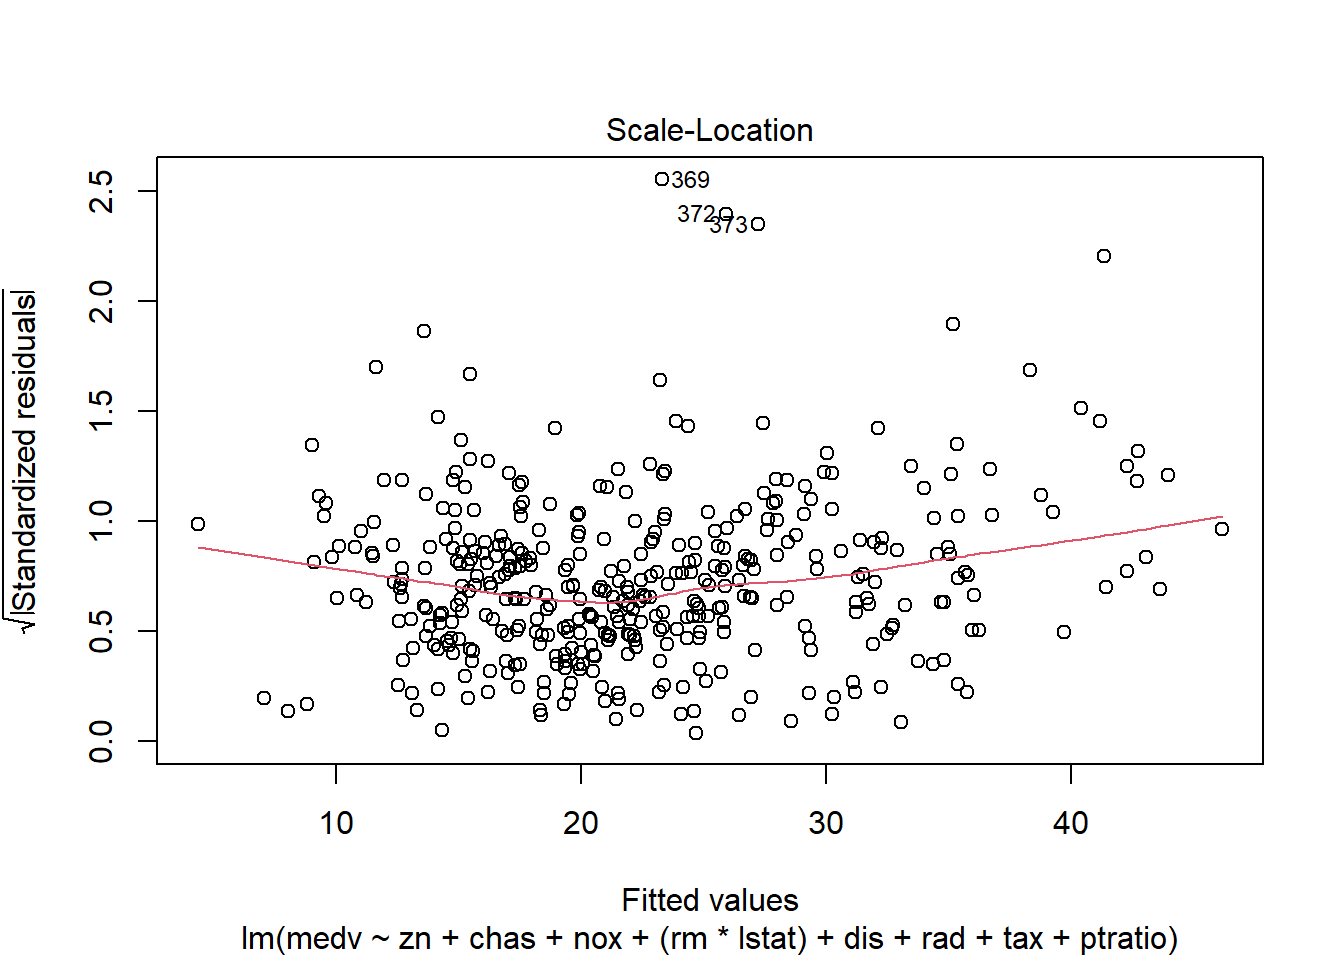 Scale-Location
√|Standardized residuals|
2.5
2.0
1.5
1.0
0.5
0.0
369
372
373
10 20 30 40
Fitted values
lm(medv ~ zn + chas + nox + (rm * lstat) + dis + rad + tax + ptratio)